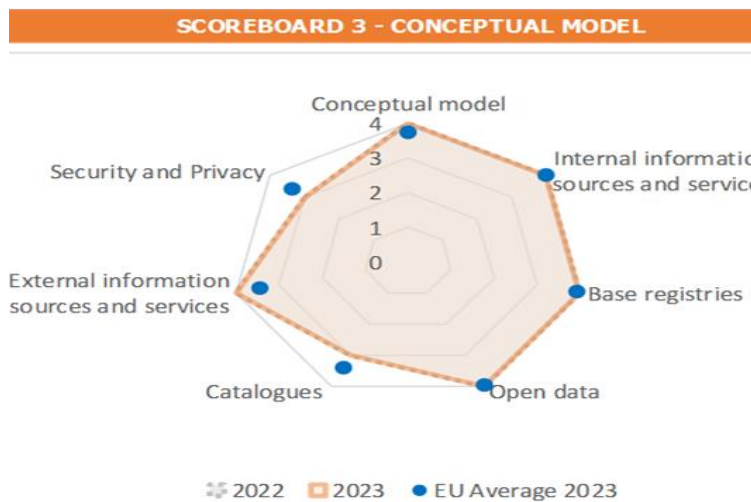 SCOREBOARD 3 - CONCEPTUAL MODEL
Conceptual model
4
3
2
1
0
Internal informatio
sources and service
Base registries
Open data
Catalogues
External information
sources and services
Security and Privacy
2022 2023 EU Average 2023